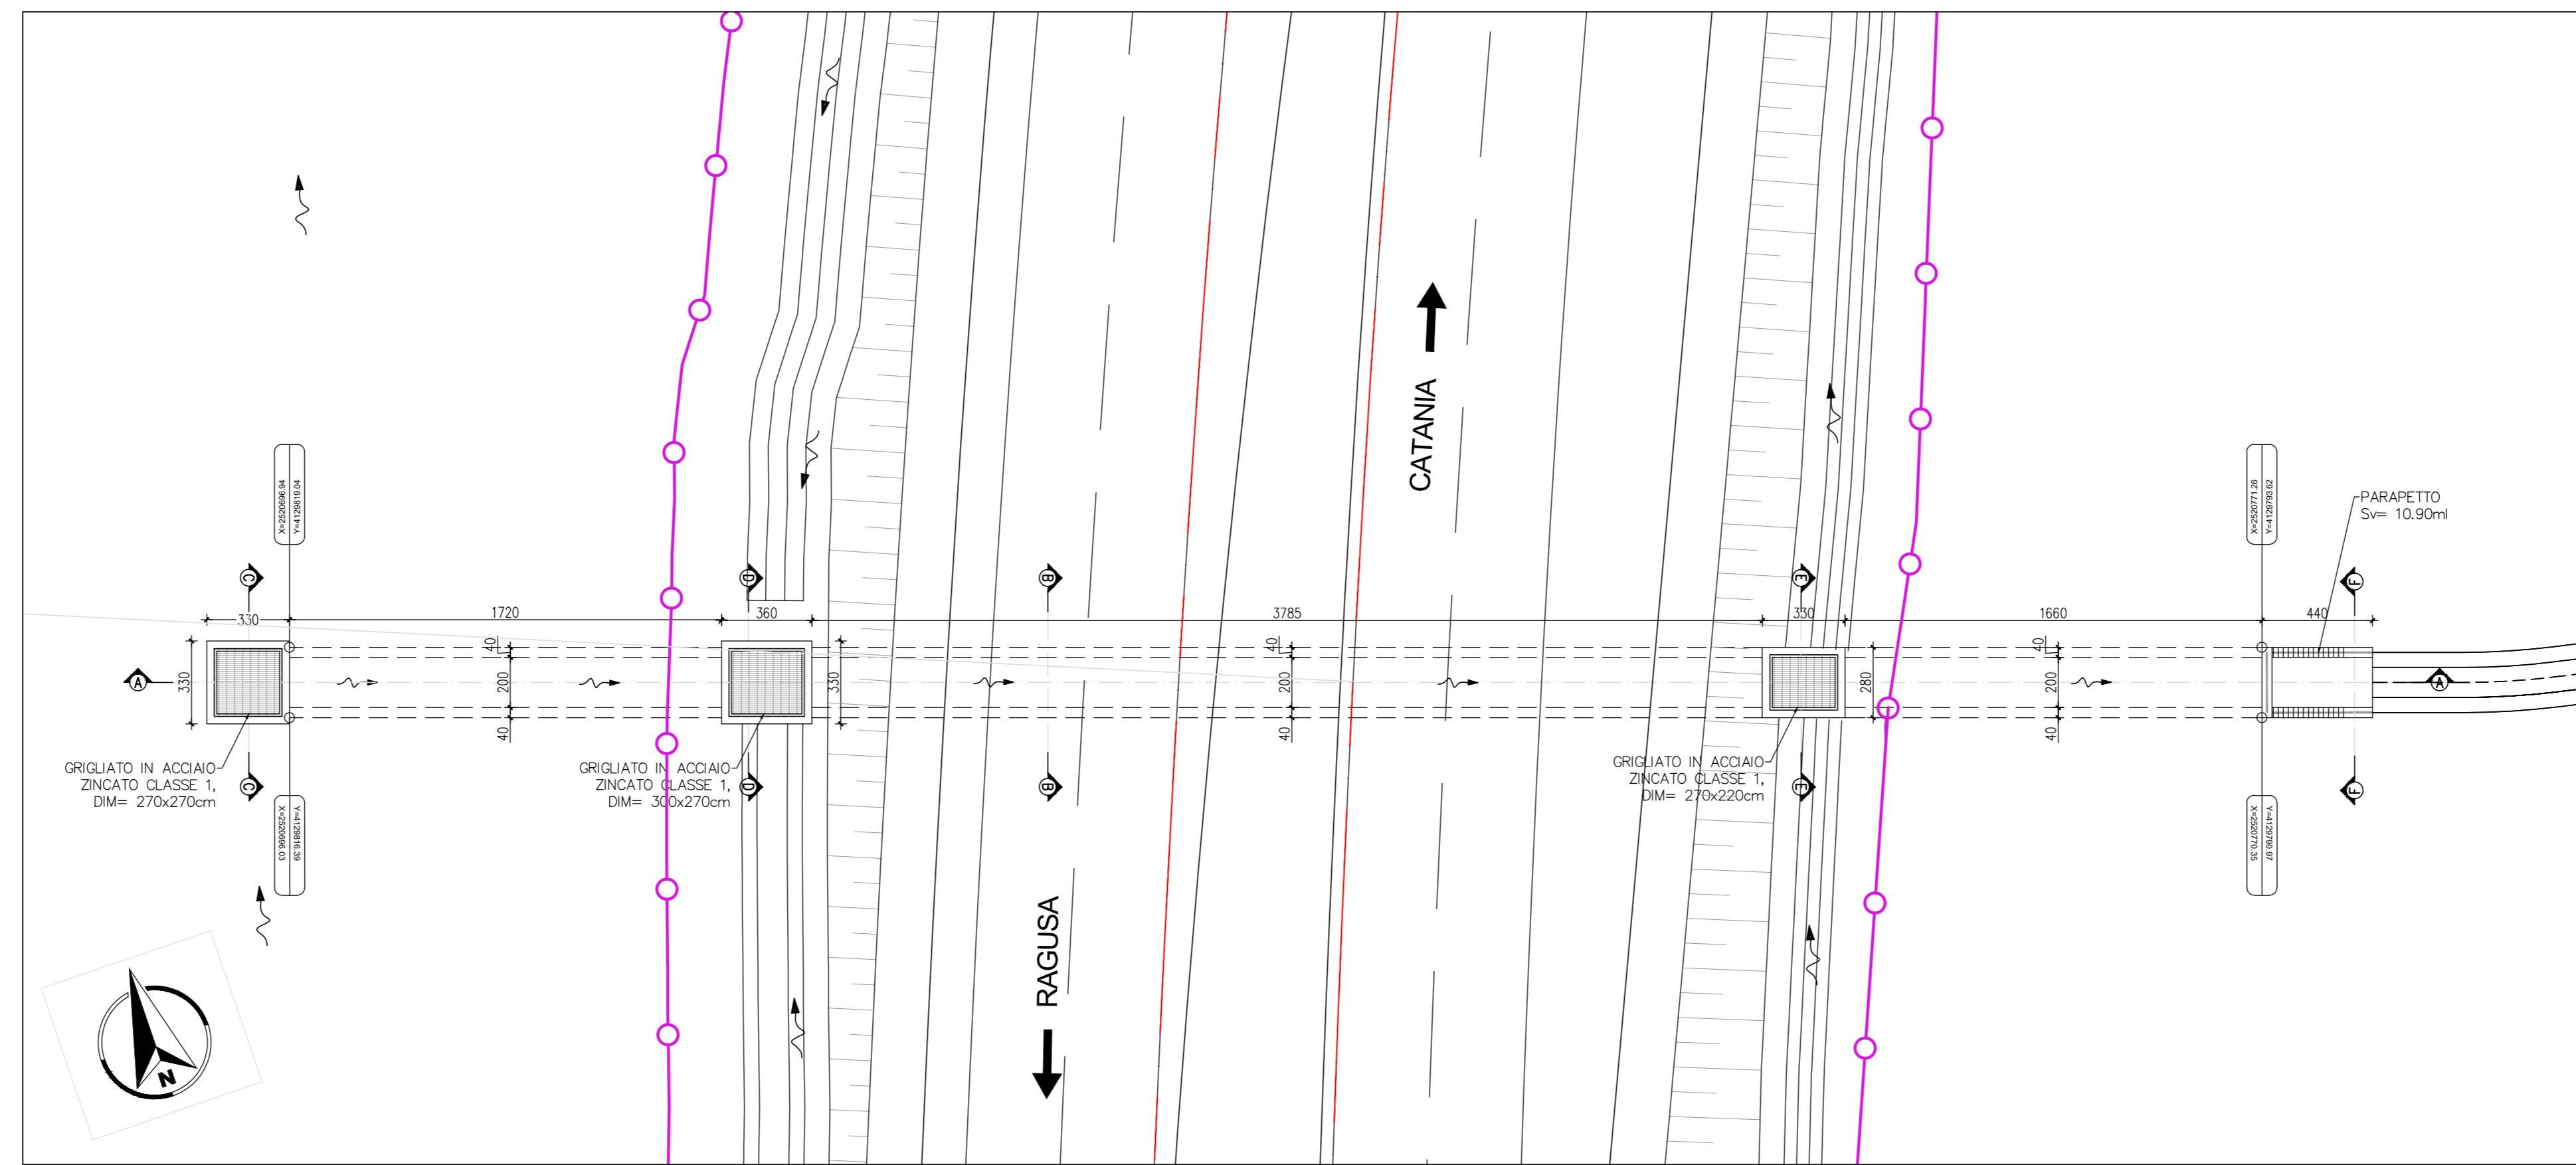 CATANIA
X=2520696.94
Y=4129819.04
X=2520771.26
Y=4129793.62
PARAPETTO
Sv= 10.90ml
C
D
B
E
F
330
1720
360
3785
330
1660
440
A
330
40
200
40
330
40
200
40
280
40
200
40
A
GRIGLIATO IN ACCIAIO
ZINCATO CLASSE 1,
DIM= 270x270cm
GRIGLIATO IN ACCIAIO
ZINCATO CLASSE 1,
DIM= 300x270cm
GRIGLIATO IN ACCIAIO
ZINCATO CLASSE 1,
DIM= 270x220cm
C
D
B
E
F
Y=4129816.39
X=2520696.03
Y=4129790.97
X=2520770.35
RAGUSA
N